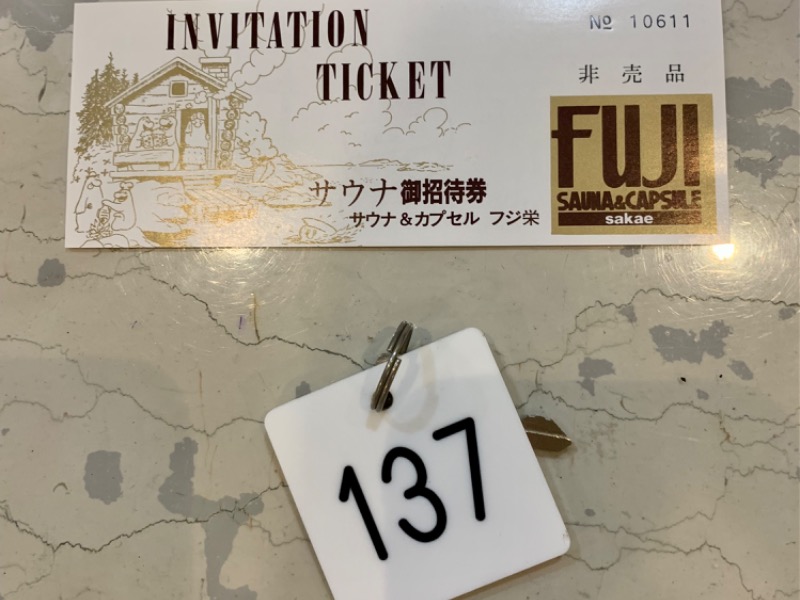 INVITATION
TICKET
№ 10611
非売品
FUJI
SAUNA&CAPSULE
sakae
サウナ御招待券
サウナ&カプセル フジ栄
137